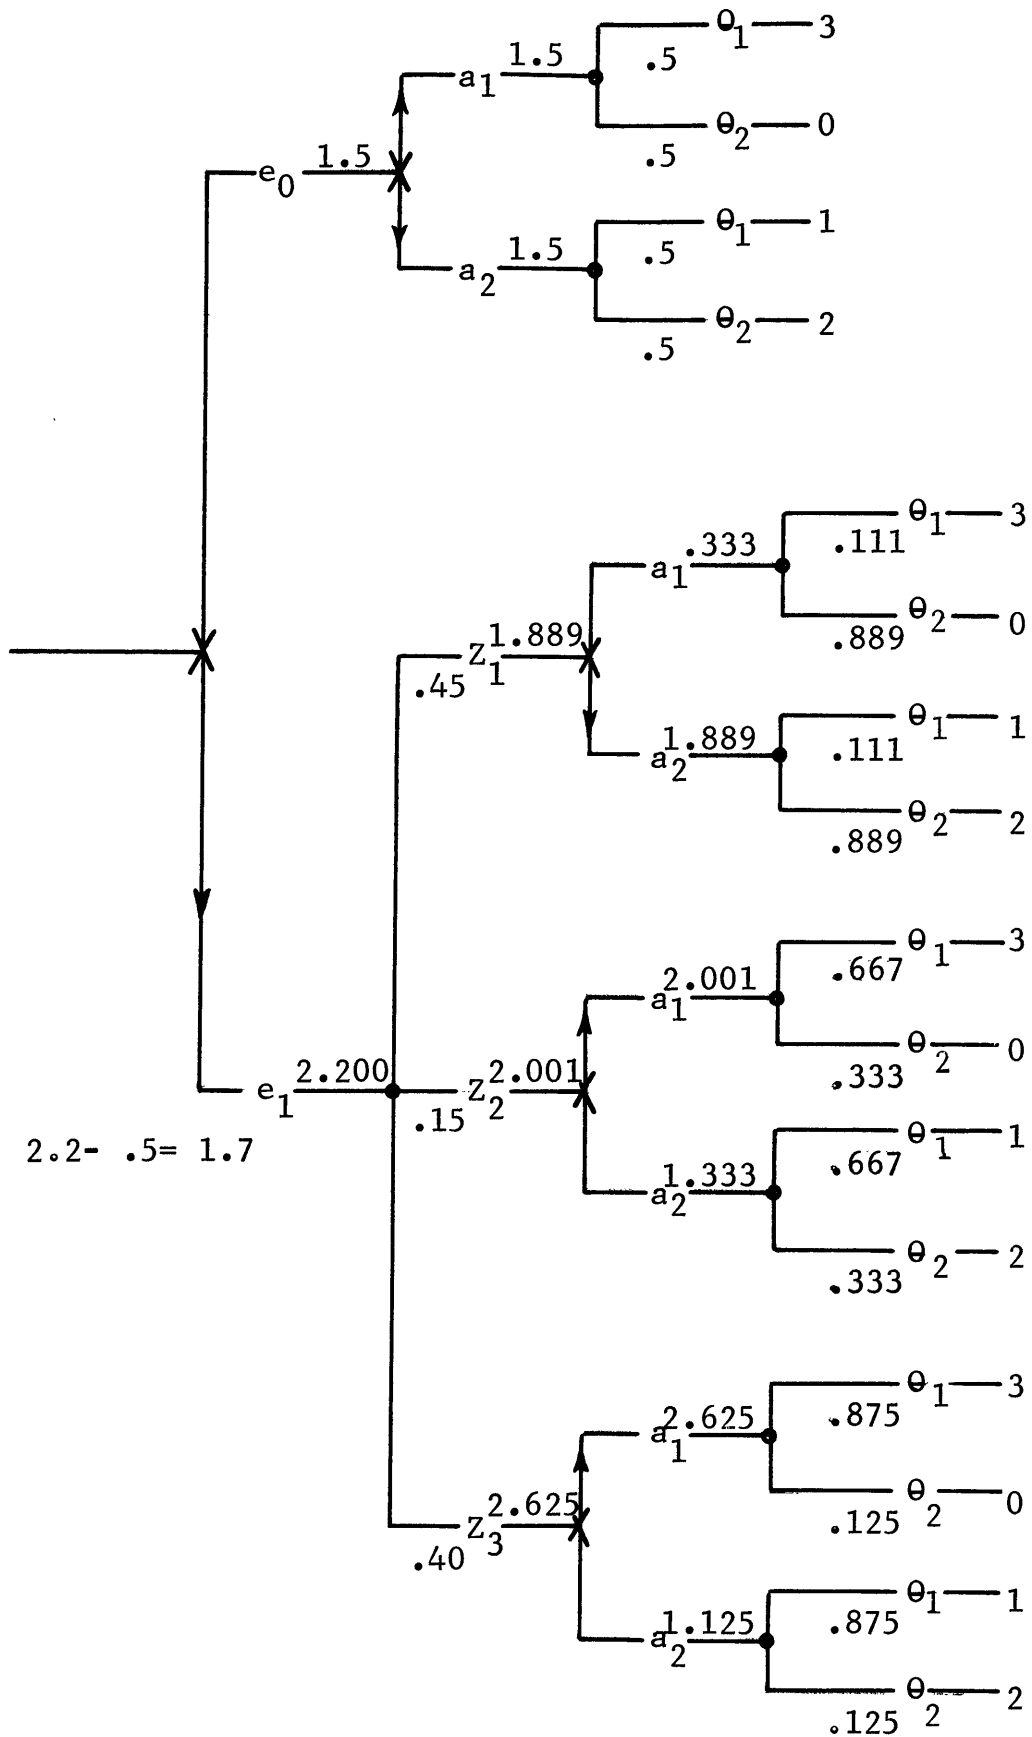 θ1 3
1.5
a1 .5
θ2 0
.5
1.5
e0
θ1 1
1.5
a2 .5
θ2 2
.5
θ1 3
.333 .111
a1
θ2 0
.889
1.889
Z1
.45
θ1 1
1.889 .111
a2
θ2 2
.889
θ1 3
2.001 .667
a1
θ2 0
.333
2.200 2.001
e1 Z2
.15
θ1 1
2.2- .5= 1.7
1.333 .667
a2
θ2 2
.333
θ1 3
2.625 .875
a1
θ2 0
.125
2.625
Z3
.40
θ1 1
1.125 .875
a2
θ2 2
.125